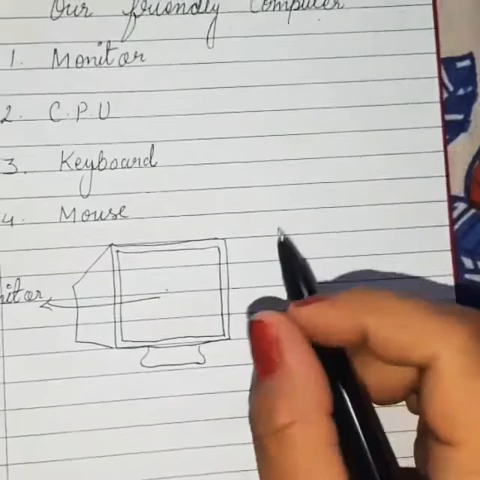 Our friendly Computer
1. Monitor
2. C.P.U
3. Keyboard
4. Mouse
nitor